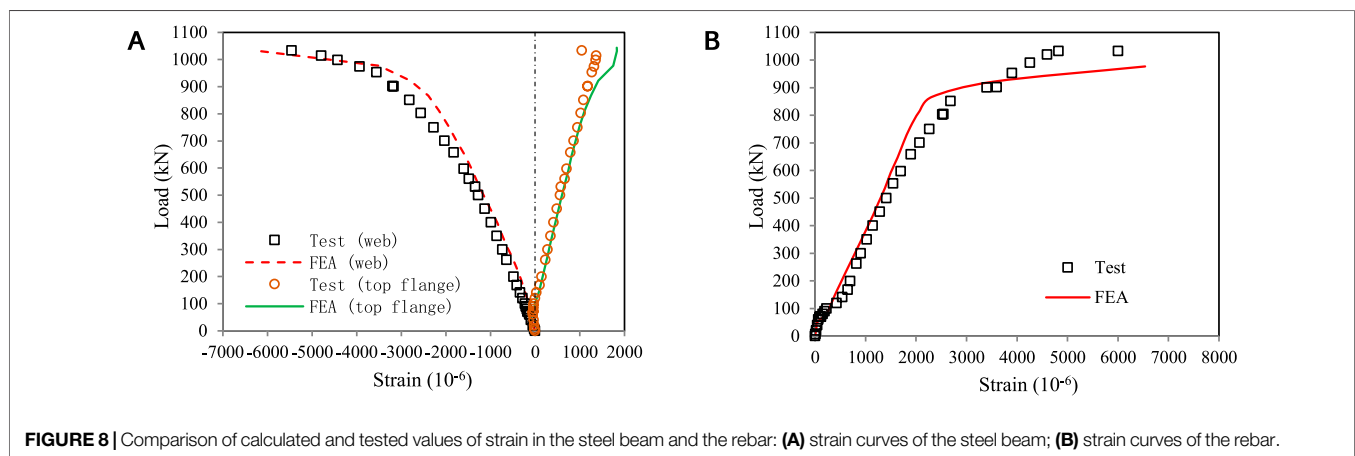 A
1100
1000
900
800
700
600
500
400
300
200
100
0
Load (kN)
Test (web)
FEA (web)
Test (top flange)
FEA (top flange)
-7000 -6000 -5000 -4000 -3000 -2000 -1000 0 1000 2000
Strain (10⁻⁶)
B
1100
1000
900
800
700
600
500
400
300
200
100
0
Load (kN)
Test
FEA
0 1000 2000 3000 4000 5000 6000 7000 8000
Strain (10⁻⁶)
FIGURE 8 | Comparison of calculated and tested values of strain in the steel beam and the rebar: (A) strain curves of the steel beam; (B) strain curves of the rebar.